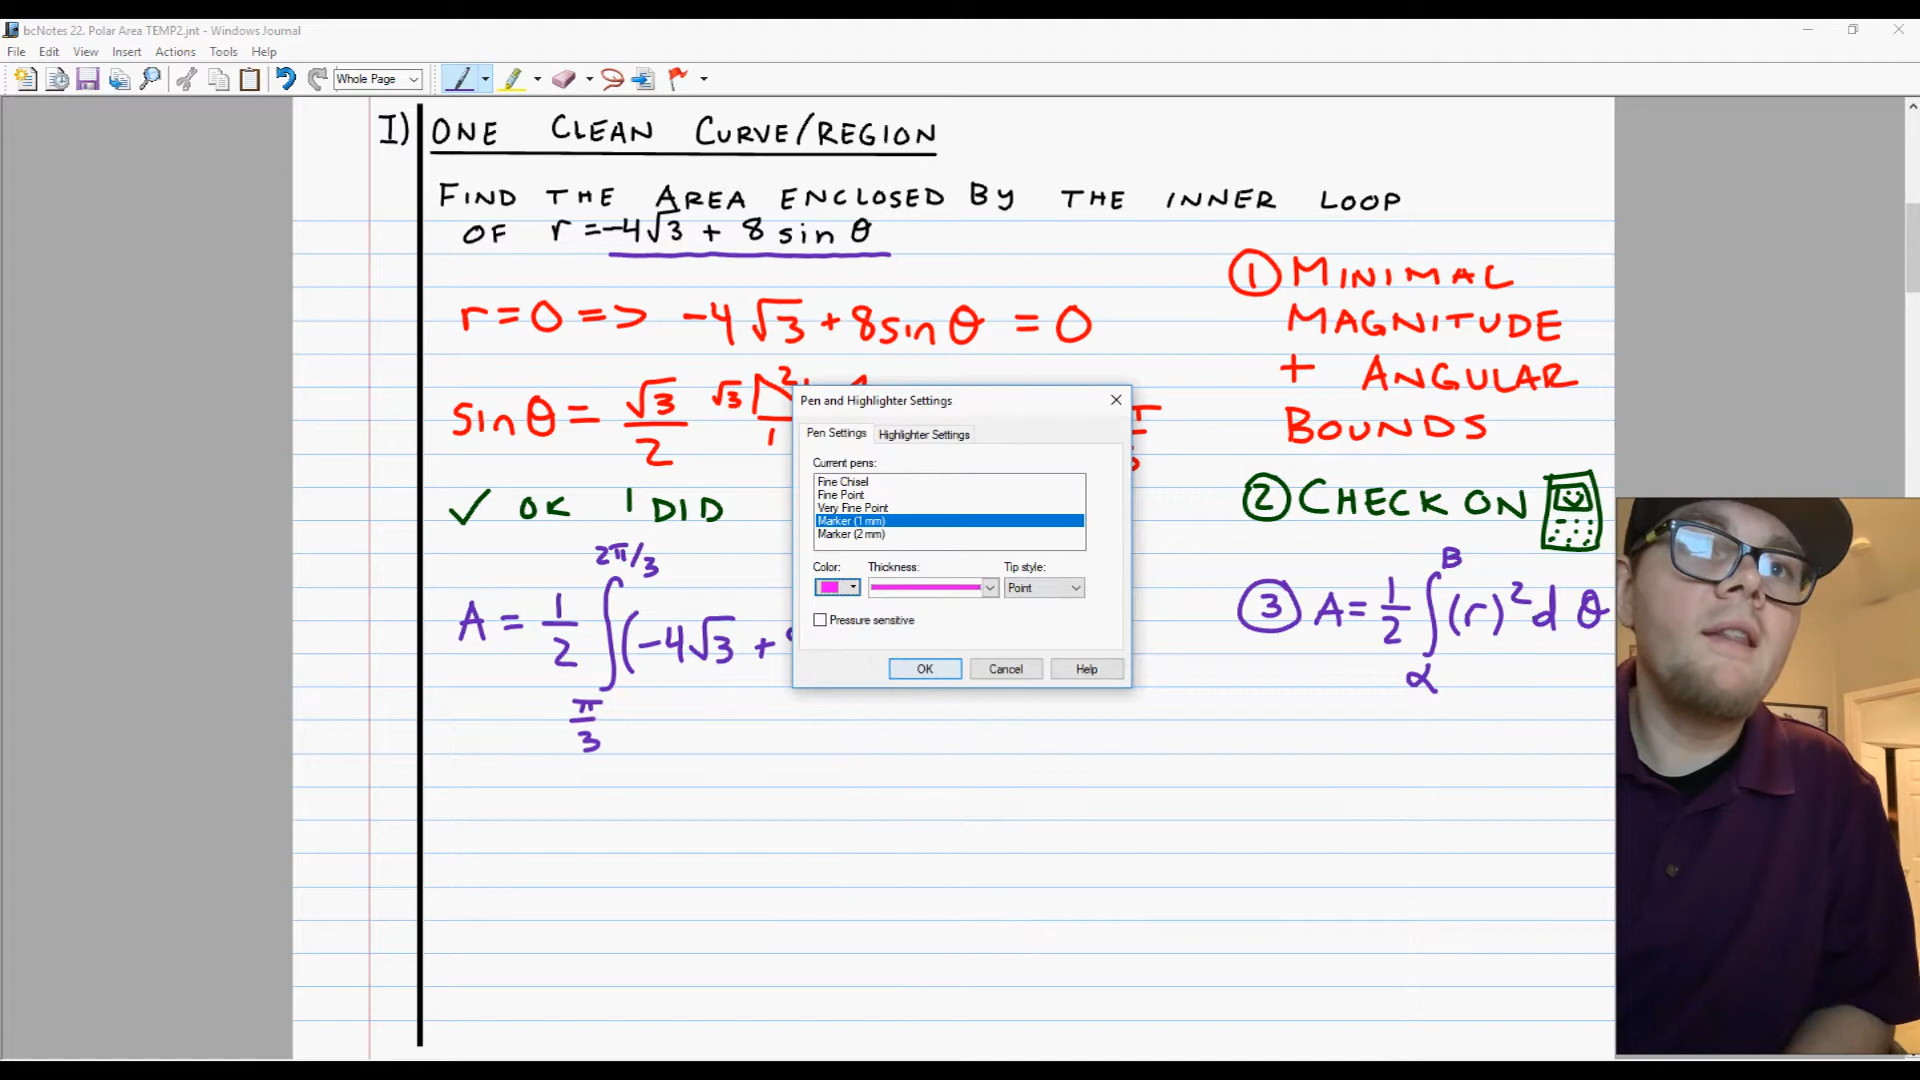 bcNotes 22. Polar Area TEMP2.jnt - Windows Journal
File Edit View Insert Actions Tools Help
Whole Page
I) ONE CLEAN CURVE/REGION
FIND THE AREA ENCLOSED BY THE INNER LOOP
OF r = -4√3 + 8 sin θ
r = 0 => -4√3 + 8sin θ = 0
sin θ = √3/2 √3 2 1
✓ OK I DID
A = 1/2 ∫ 2π/3 π/3 (-4√3 +
① MINIMAL
MAGNITUDE
+ ANGULAR
BOUNDS
② CHECK ON
③ A = 1/2 ∫ B α (r)² d θ
Pen and Highlighter Settings
Pen Settings Highlighter Settings
Current pens:
Fine Chisel
Fine Point
Very Fine Point
Marker (1 mm)
Marker (2 mm)
Color: Thickness: Tip style:
Point
Pressure sensitive
OK Cancel Help